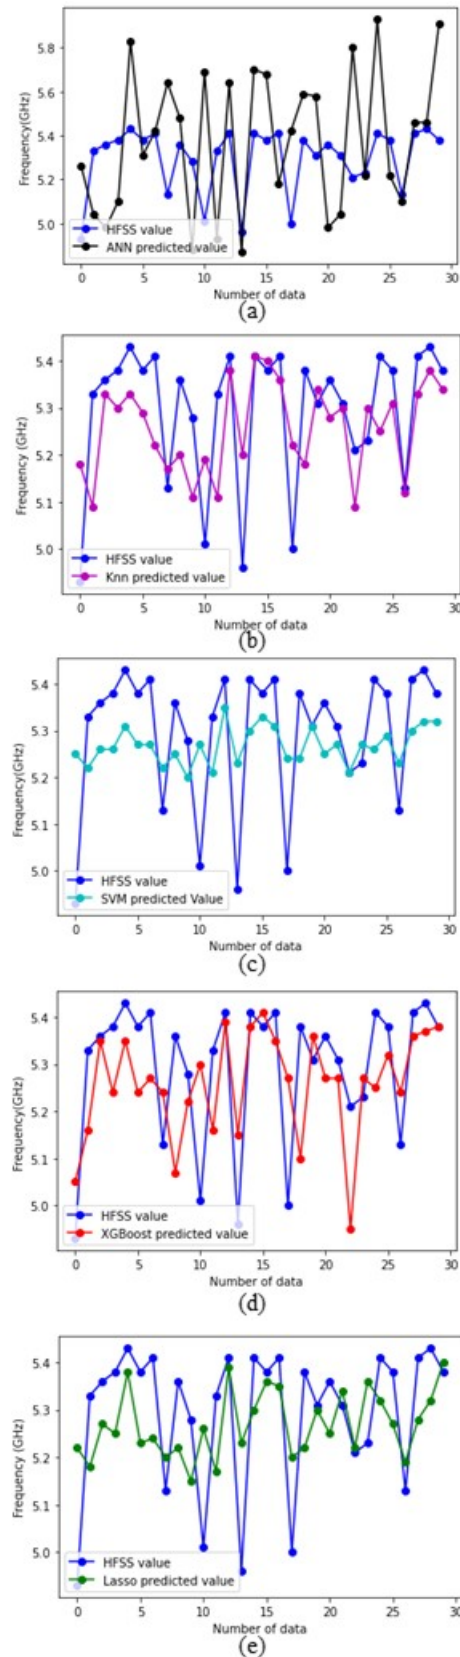 Frequency(GHz)
5.8
5.6
5.4
5.2
5.0
HFSS value
ANN predicted value
0 5 10 15 20 25 30
Number of data
(a)
Frequency (GHz)
5.4
5.3
5.2
5.1
5.0
HFSS value
Knn predicted value
0 5 10 15 20 25 30
Number of data
(b)
Frequency(GHz)
5.4
5.3
5.2
5.1
5.0
HFSS value
SVM predicted Value
0 5 10 15 20 25 30
Number of data
(c)
Frequency(GHz)
5.4
5.3
5.2
5.1
5.0
HFSS value
XGBoost predicted value
0 5 10 15 20 25 30
Number of data
(d)
Frequency (GHz)
5.4
5.3
5.2
5.1
5.0
HFSS value
Lasso predicted value
0 5 10 15 20 25 30
Number of data
(e)